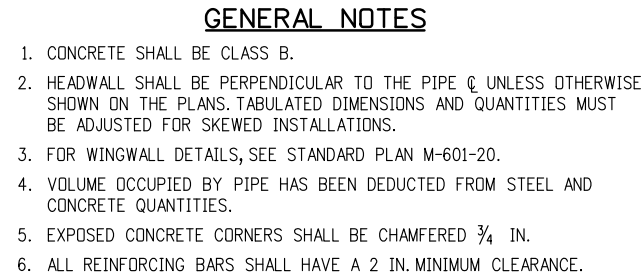 GENERAL NOTES
1. CONCRETE SHALL BE CLASS B.
2. HEADWALL SHALL BE PERPENDICULAR TO THE PIPE ℄ UNLESS OTHERWISE
SHOWN ON THE PLANS. TABULATED DIMENSIONS AND QUANTITIES MUST
BE ADJUSTED FOR SKEWED INSTALLATIONS.
3. FOR WINGWALL DETAILS, SEE STANDARD PLAN M-601-20.
4. VOLUME OCCUPIED BY PIPE HAS BEEN DEDUCTED FROM STEEL AND
CONCRETE QUANTITIES.
5. EXPOSED CONCRETE CORNERS SHALL BE CHAMFERED ¾ IN.
6. ALL REINFORCING BARS SHALL HAVE A 2 IN. MINIMUM CLEARANCE.